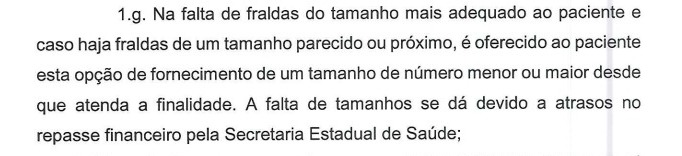 1.g. Na falta de fraldas do tamanho mais adequado ao paciente e
caso haja fraldas de um tamanho parecido ou próximo, é oferecido ao paciente
esta opção de fornecimento de um tamanho de número menor ou maior desde
que atenda a finalidade. A falta de tamanhos se dá devido a atrasos no
repasse financeiro pela Secretaria Estadual de Saúde;